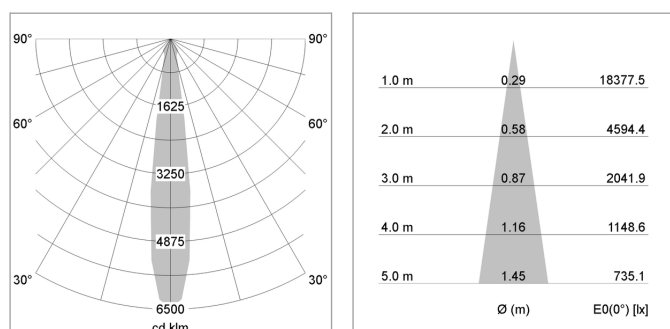 90° 90°
1625
60° 60°
3250
4875
30° 30°
6500
cd klm
1.0 m 0.29 18377.5
2.0 m 0.58 4594.4
3.0 m 0.87 2041.9
4.0 m 1.16 1148.6
5.0 m 1.45 735.1
Ø (m) E0(0°) [lx]